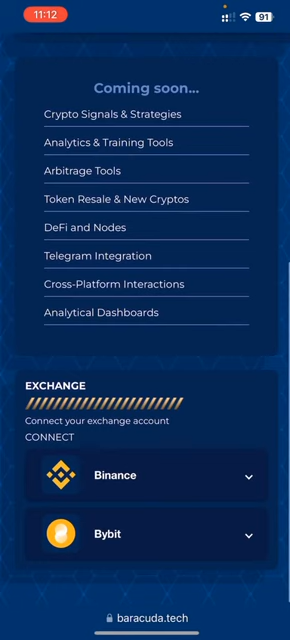 11:12
91
Coming soon...
Crypto Signals & Strategies
Analytics & Training Tools
Arbitrage Tools
Token Resale & New Cryptos
DeFi and Nodes
Telegram Integration
Cross-Platform Interactions
Analytical Dashboards
EXCHANGE
Connect your exchange account
CONNECT
Binance
Bybit
baracuda.tech